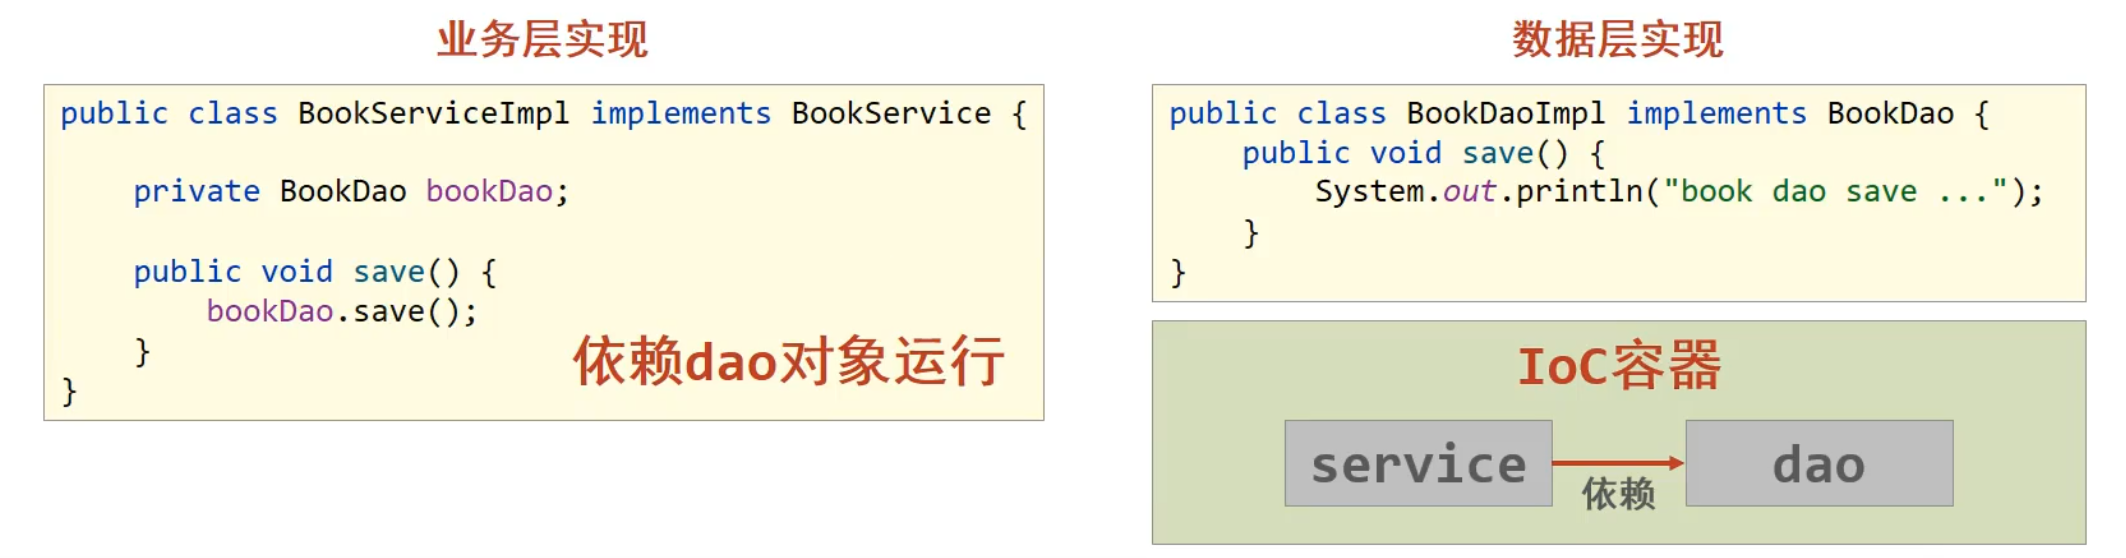 业务层实现
public class BookServiceImpl implements BookService {
    private BookDao bookDao;
    public void save() {
        bookDao.save();
    }
}
依赖dao对象运行
数据层实现
public class BookDaoImpl implements BookDao {
    public void save() {
        System.out.println("book dao save ...");
    }
}
IoC容器
service
依赖
dao